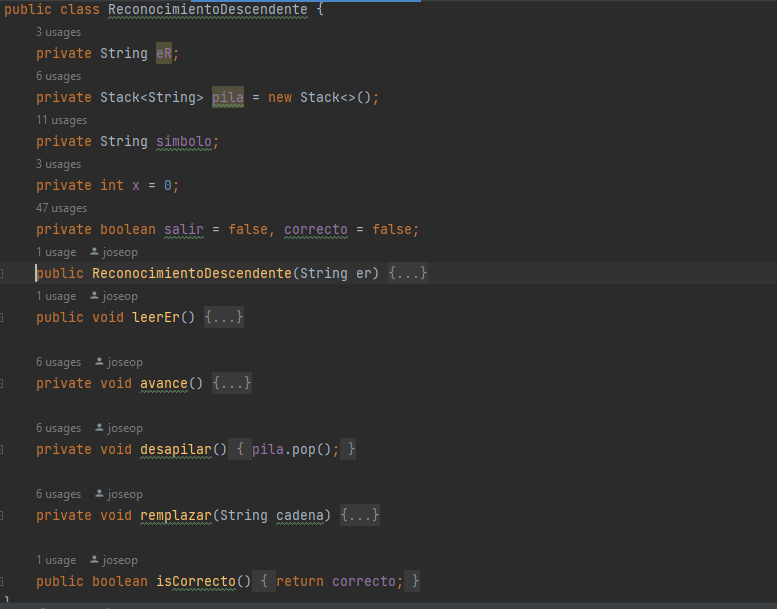 public class ReconocimientoDescendente {
3 usages
private String eR;
6 usages
private Stack<String> pila = new Stack<>();
11 usages
private String simbolo;
3 usages
private int x = 0;
47 usages
private boolean salir = false, correcto = false;
1 usage joseop
public ReconocimientoDescendente(String er) {...}
1 usage joseop
public void leerEr() {...}
6 usages joseop
private void avance() {...}
6 usages joseop
private void desapilar() { pila.pop(); }
6 usages joseop
private void remplazar(String cadena) {...}
1 usage joseop
public boolean isCorrecto() { return correcto; }
}